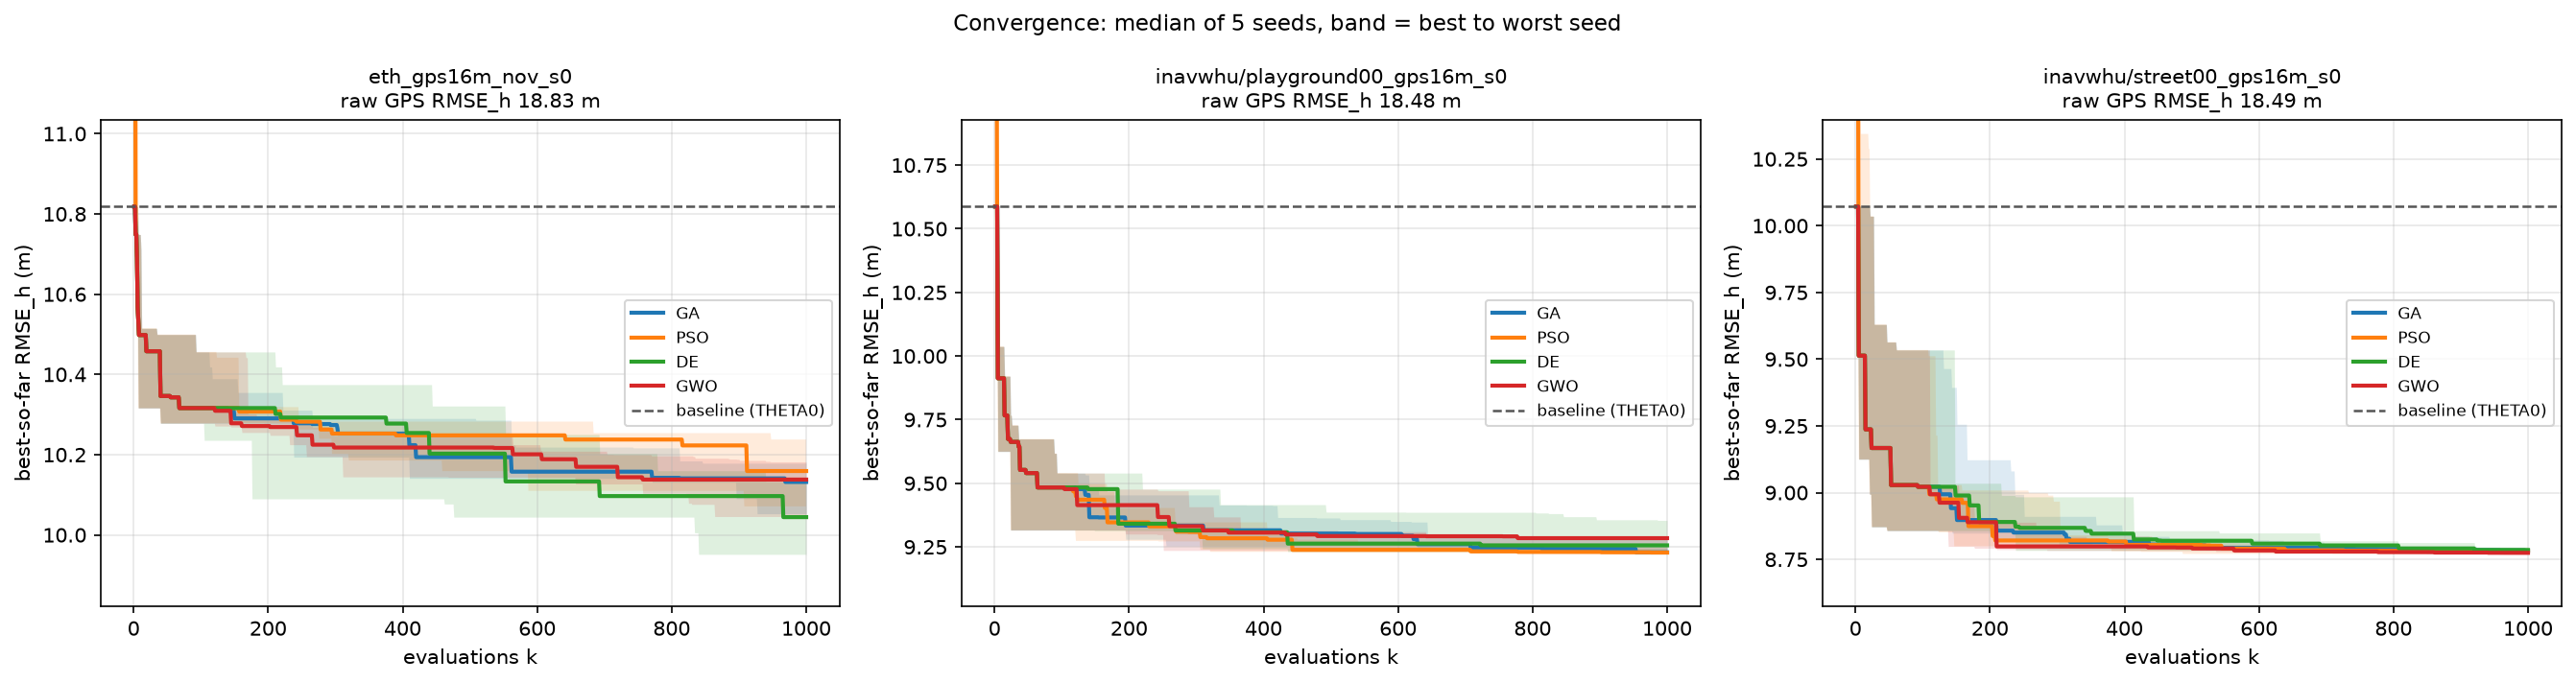 Convergence: median of 5 seeds, band = best to worst seed
eth_gps16m_nov_s0
raw GPS RMSE_h 18.83 m
11.0
10.8
10.6
10.4
10.2
10.0
best-so-far RMSE_h (m)
GA
PSO
DE
GWO
baseline (THETA0)
0 200 400 600 800 1000
evaluations k
inavwhu/playground00_gps16m_s0
raw GPS RMSE_h 18.48 m
10.75
10.50
10.25
10.00
9.75
9.50
9.25
best-so-far RMSE_h (m)
GA
PSO
DE
GWO
baseline (THETA0)
0 200 400 600 800 1000
evaluations k
inavwhu/street00_gps16m_s0
raw GPS RMSE_h 18.49 m
10.25
10.00
9.75
9.50
9.25
9.00
8.75
best-so-far RMSE_h (m)
GA
PSO
DE
GWO
baseline (THETA0)
0 200 400 600 800 1000
evaluations k